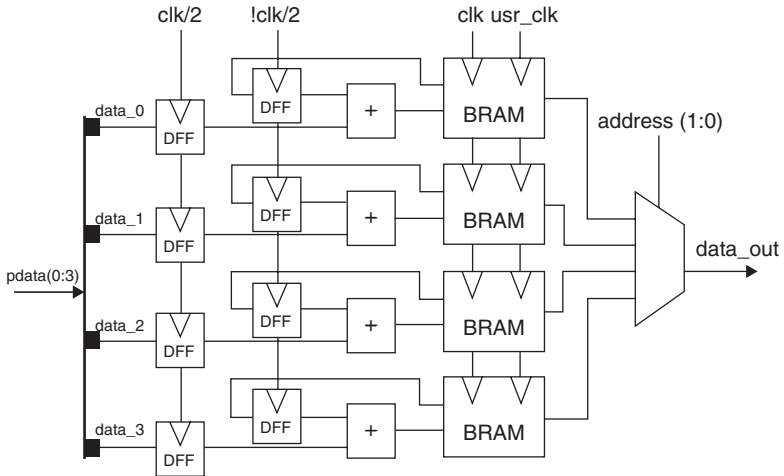 clk/2
!clk/2
clk usr_clk
data_0
DFF
DFF
+
BRAM
address (1:0)
data_1
DFF
DFF
+
BRAM
data_out
pdata(0:3)
data_2
DFF
DFF
+
BRAM
data_3
DFF
DFF
+
BRAM